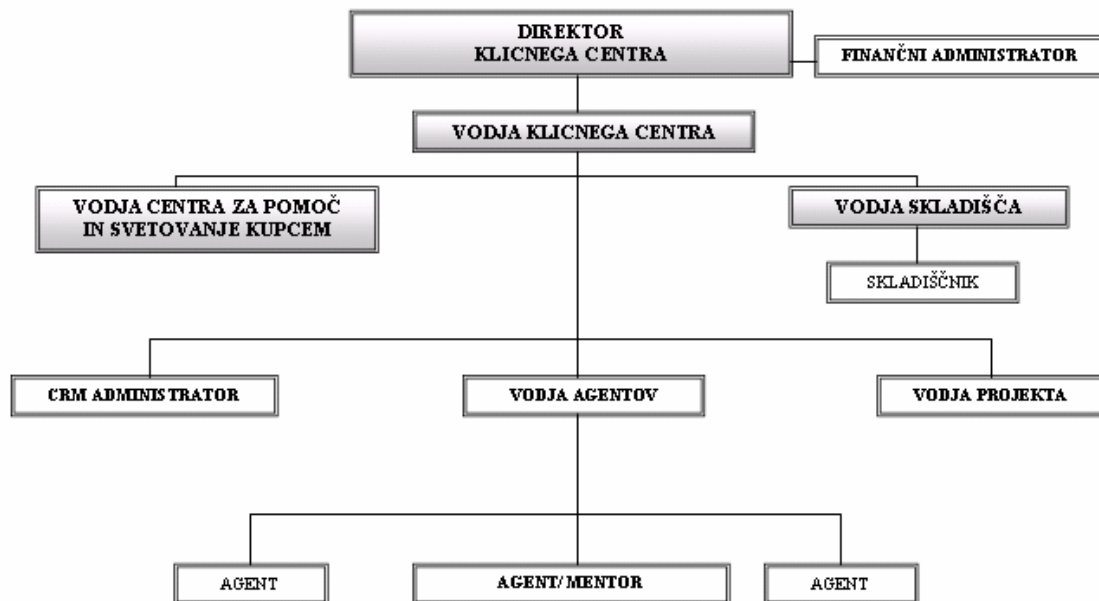 DIREKTOR
KLICNEGA CENTRA
FINANČNI ADMINISTRATOR
VODJA KLICNEGA CENTRA
VODJA CENTRA ZA POMOČ
IN SVETOVANJE KUPCEM
VODJA SKLADIŠČA
SKLADIŠČNIK
CRM ADMINISTRATOR
VODJA AGENTOV
VODJA PROJEKTA
AGENT
AGENT/MENTOR
AGENT